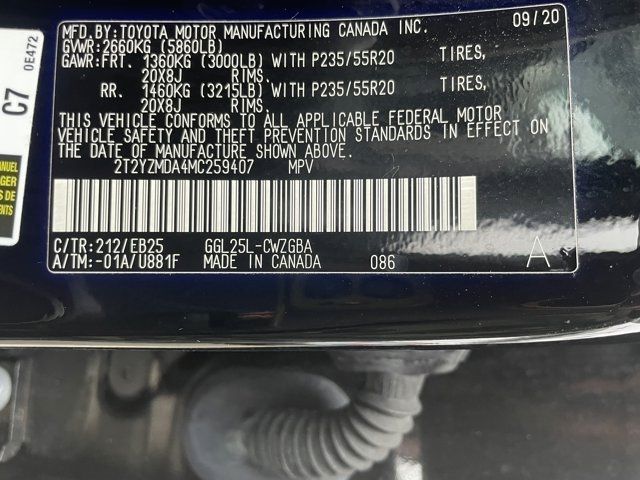 MFD.BY:TOYOTA MOTOR MANUFACTURING CANADA INC. 09/20
GVWR:2660KG (5860LB)
GAWR:FRT. 1360KG (3000LB) WITH P235/55R20 TIRES,
20X8J RIMS.
RR. 1460KG (3215LB) WITH P235/55R20 TIRES,
20X8J RIMS.
THIS VEHICLE CONFORMS TO ALL APPLICABLE FEDERAL MOTOR
VEHICLE SAFETY AND THEFT PREVENTION STANDARDS IN EFFECT ON
THE DATE OF MANUFACTURE SHOWN ABOVE.
2T2YZMDA4MC259407 MPV
C/TR:212/EB25 GGL25L-CWZGBA
A/TM:-01A/U881F MADE IN CANADA 086 A
C7
0E472